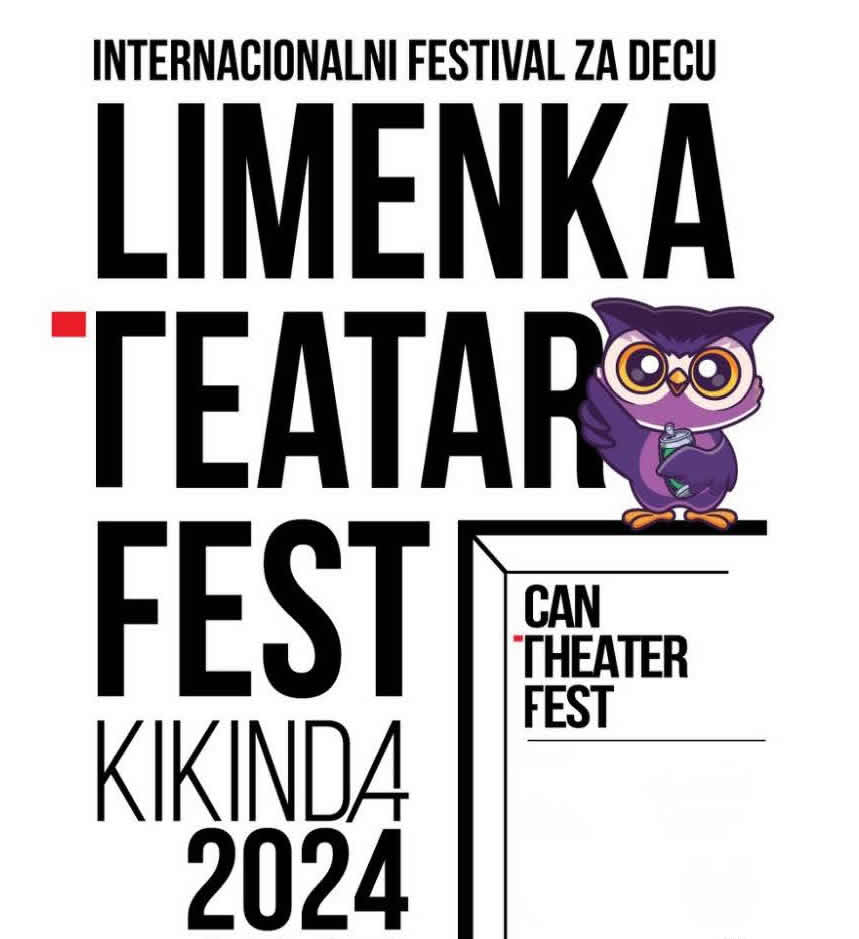 INTERNACIONALNI FESTIVAL ZA DECU
LIMENKA
TEATAR
FEST
KIKINDA
2024
CAN
THEATER
FEST